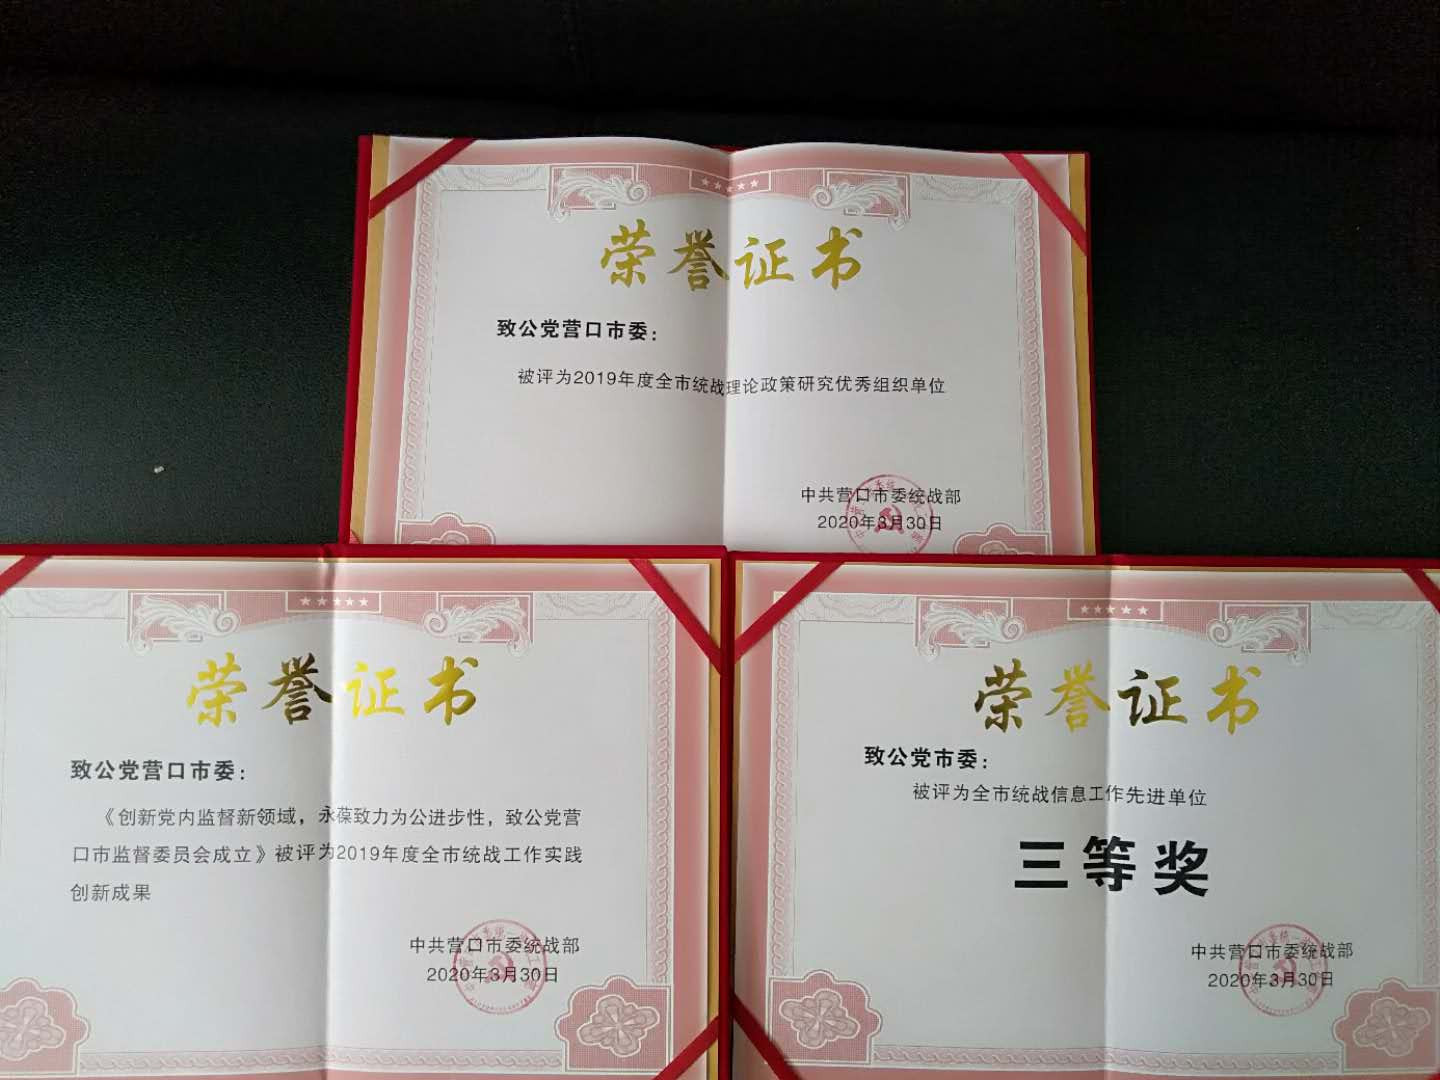 荣誉证书
致公党营口市委：
被评为2019年度全市统战理论政策研究优秀组织单位
中共营口市委统战部
2020年3月30日
荣誉证书
致公党营口市委：
《创新党内监督新领域，永葆致力为公进步性，致公党营
口市监督委员会成立》被评为2019年度全市统战工作实践
创新成果
中共营口市委统战部
2020年3月30日
荣誉证书
致公党市委：
被评为全市统战信息工作先进单位
三等奖
中共营口市委统战部
2020年3月30日